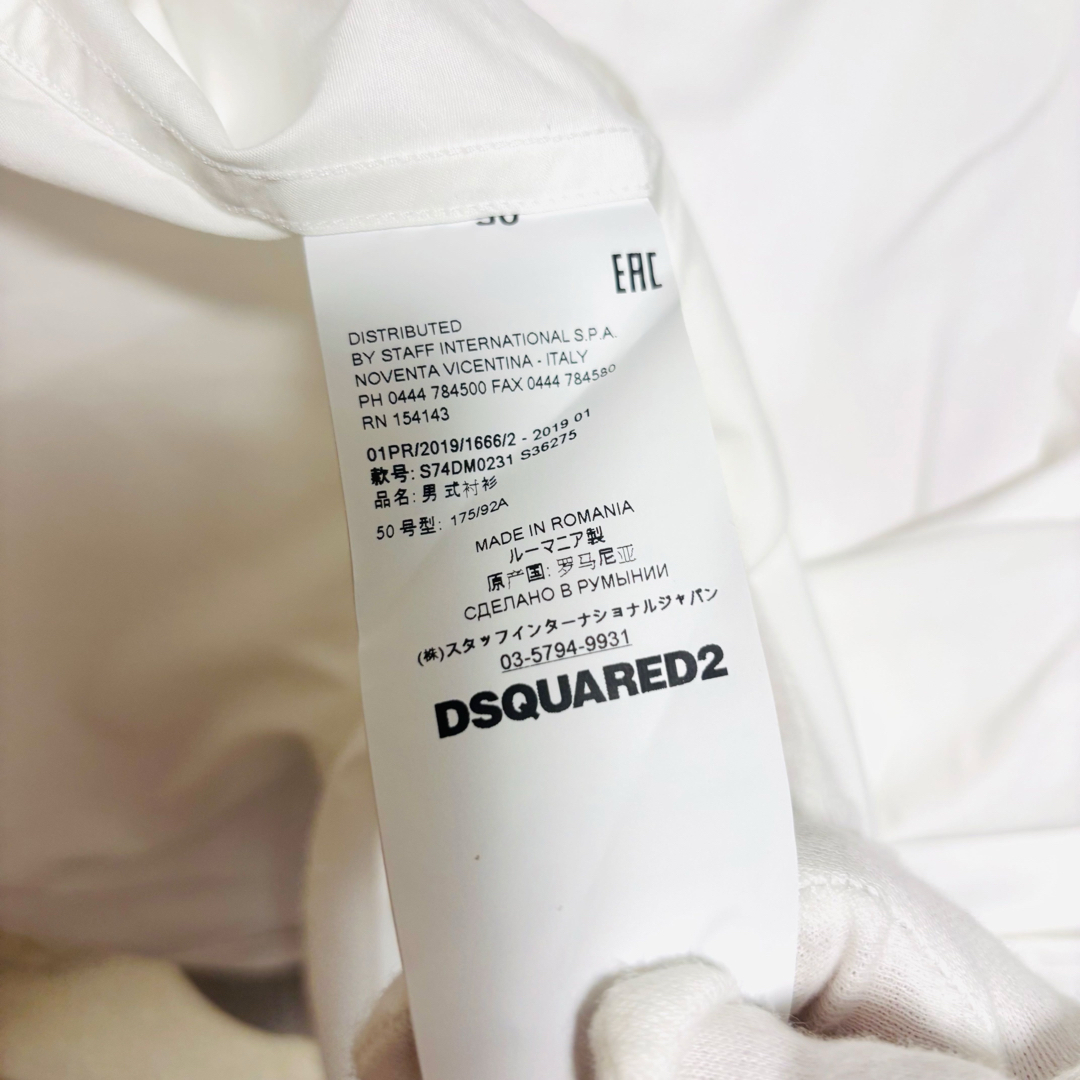 50
EAC
DISTRIBUTED
BY STAFF INTERNATIONAL S.P.A.
NOVENTA VICENTINA - ITALY
PH 0444 784500 FAX 0444 784580
RN 154143
01PR/2019/1666/2 - 2019 01
款号: S74DM0231 S36275
品名: 男式衬衫
50 号型: 175/92A
MADE IN ROMANIA
ルーマニア製
原产国: 罗马尼亚
СДЕЛАНО В РУМЫНИИ
(株)スタッフインターナショナルジャパン
03-5794-9931
DSQUARED2